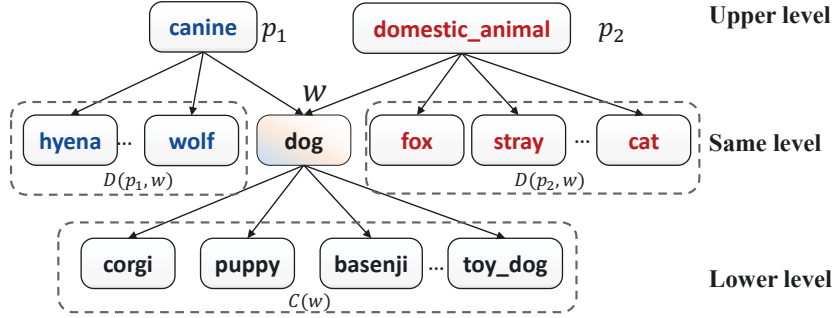 canine p₁ domestic_animal p₂ Upper level
w
hyena ... wolf dog fox stray ... cat Same level
D(p₁,w) D(p₂,w)
corgi puppy basenji ... toy_dog
C(w) Lower level